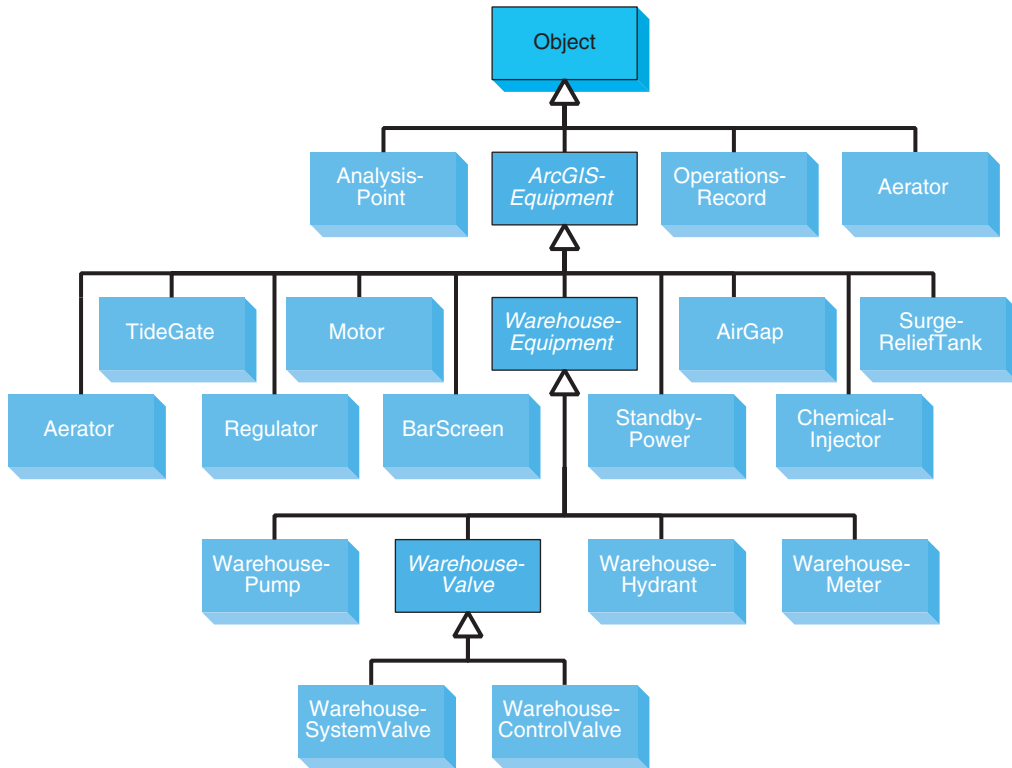 Object
Analysis-
Point
ArcGIS-
Equipment
Operations-
Record
Aerator
TideGate
Motor
Warehouse-
Equipment
AirGap
Surge-
ReliefTank
Aerator
Regulator
BarScreen
Standby-
Power
Chemical-
Injector
Warehouse-
Pump
Warehouse-
Valve
Warehouse-
Hydrant
Warehouse-
Meter
Warehouse-
SystemValve
Warehouse-
ControlValve